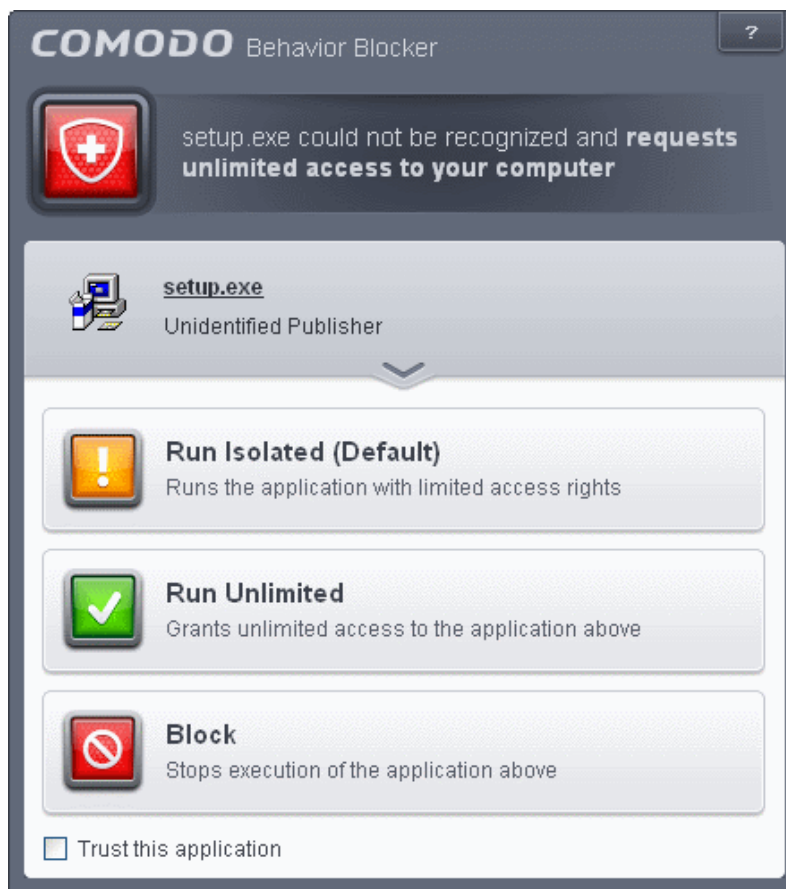 COMODO Behavior Blocker
?
setup.exe could not be recognized and requests
unlimited access to your computer
setup.exe
Unidentified Publisher
Run Isolated (Default)
Runs the application with limited access rights
Run Unlimited
Grants unlimited access to the application above
Block
Stops execution of the application above
Trust this application